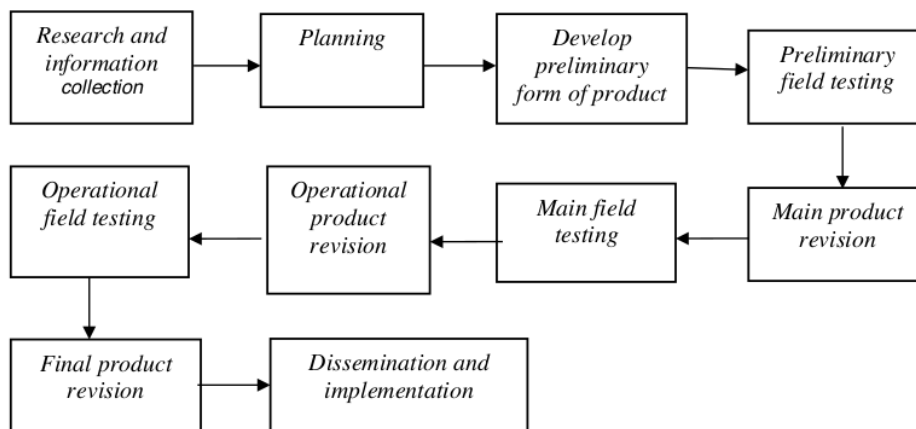 Research and
information
collection
Planning
Develop
preliminary
form of product
Preliminary
field testing
Main product
revision
Main field
testing
Operational
product
revision
Operational
field testing
Final product
revision
Dissemination and
implementation